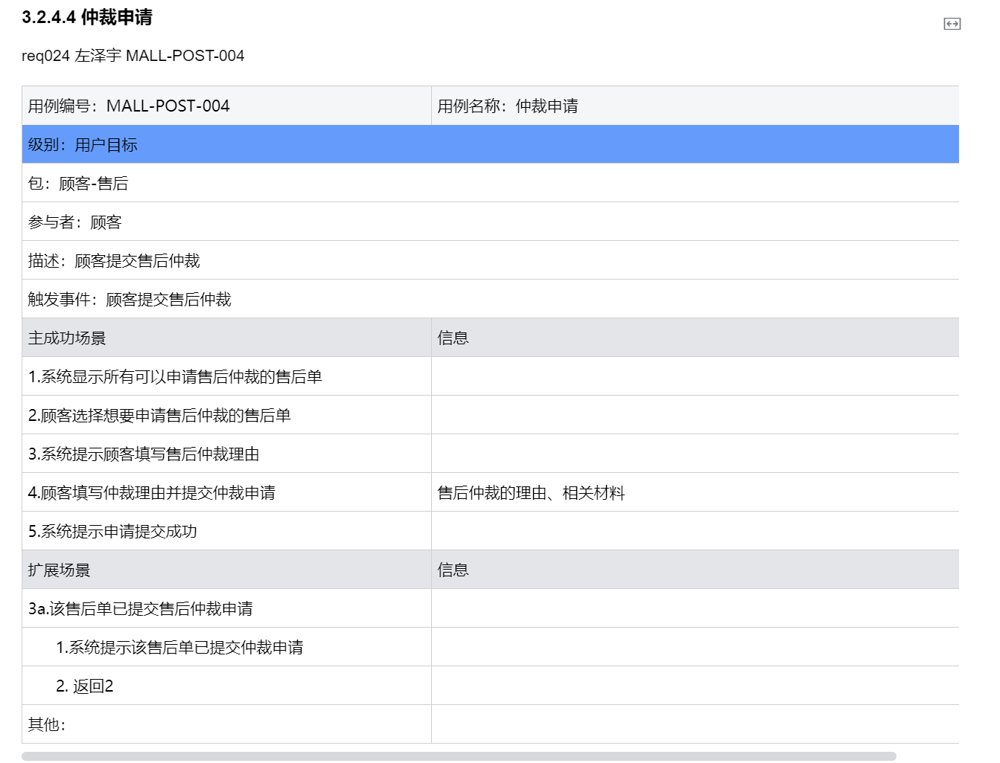 3.2.4.4 仲裁申请
req024 左泽宇 MALL-POST-004
用例编号：MALL-POST-004
用例名称：仲裁申请
级别：用户目标
包：顾客-售后
参与者：顾客
描述：顾客提交售后仲裁
触发事件：顾客提交售后仲裁
主成功场景
信息
1.系统显示所有可以申请售后仲裁的售后单
2.顾客选择想要申请售后仲裁的售后单
3.系统提示顾客填写售后仲裁理由
4.顾客填写仲裁理由并提交仲裁申请
售后仲裁的理由、相关材料
5.系统提示申请提交成功
扩展场景
信息
3a.该售后单已提交售后仲裁申请
1.系统提示该售后单已提交仲裁申请
2. 返回2
其他：